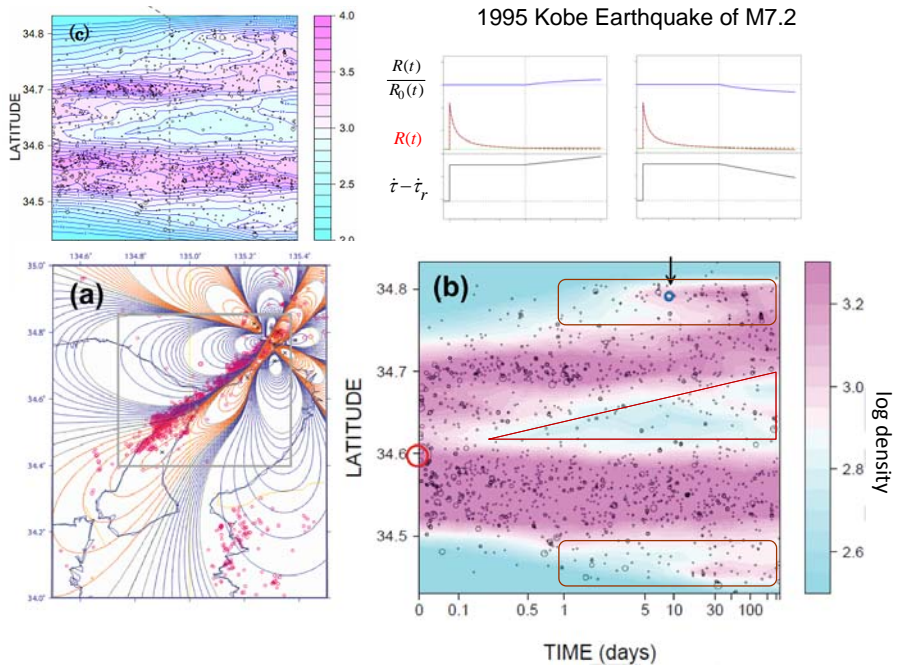 1995 Kobe Earthquake of M7.2
(c)
LATITUDE
34.8
34.7
34.6
34.5
4.0
3.5
3.0
2.5
2.0
R(t)
R₀(t)
R(t)
τ̇ − τ̇ᵣ
134.6°
134.8°
135.0°
135.2°
135.4°
35.0°
34.8°
34.6°
34.4°
34.2°
34.0°
(a)
(b)
LATITUDE
34.8
34.7
34.6
34.5
0
0.1
1
5
10
30
100
TIME (days)
3.2
3.0
2.8
2.6
log density